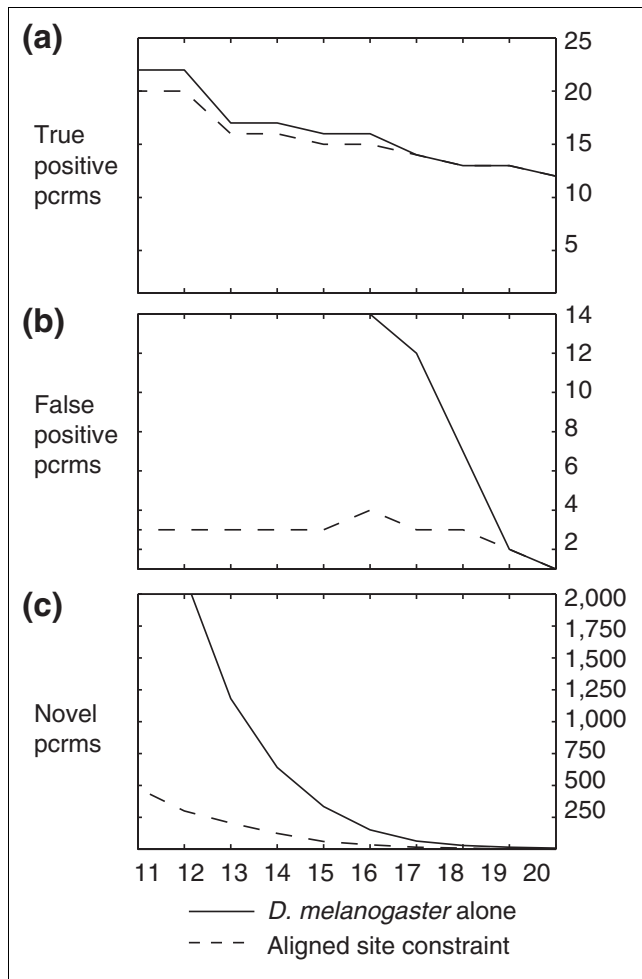 (a)
True
positive
pcrms
25
20
15
10
5
(b)
False
positive
pcrms
14
12
10
8
6
4
2
(c)
Novel
pcrms
2,000
1,750
1,500
1,250
1,000
750
500
250
11 12 13 14 15 16 17 18 19 20
D. melanogaster alone
Aligned site constraint